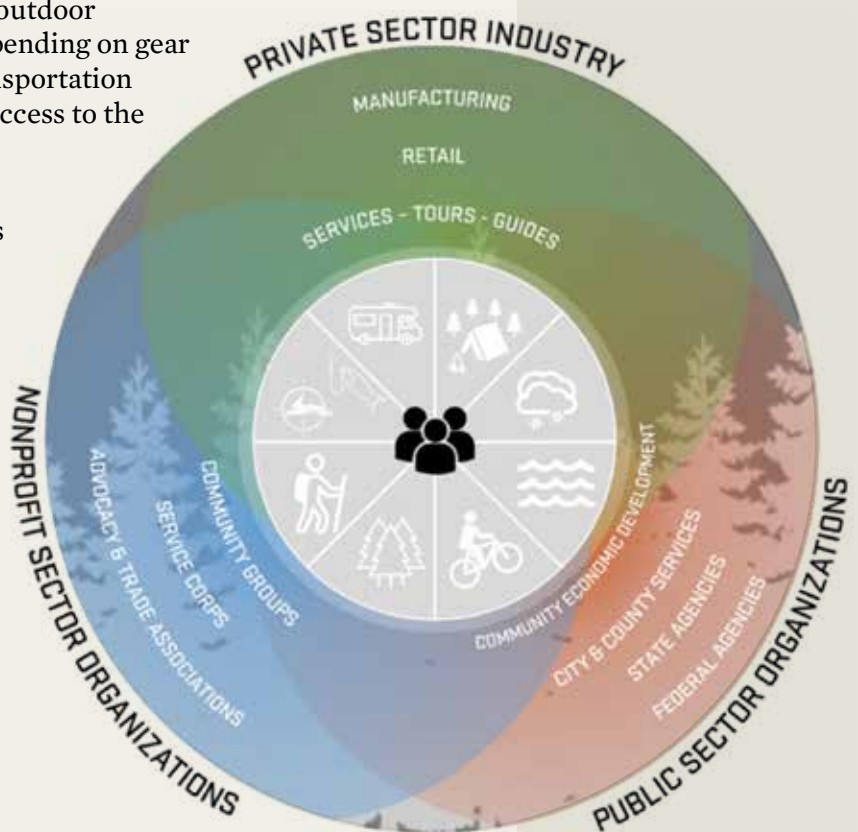 outdoor
pending on gear
nsportation
ccess to the
s
PRIVATE SECTOR INDUSTRY
MANUFACTURING
RETAIL
SERVICES - TOURS - GUIDES
NONPROFIT SECTOR ORGANIZATIONS
ADVOCACY & TRADE ASSOCIATIONS
SERVICE CORPS
COMMUNITY GROUPS
COMMUNITY ECONOMIC DEVELOPMENT
CITY & COUNTY SERVICES
STATE AGENCIES
FEDERAL AGENCIES
PUBLIC SECTOR ORGANIZATIONS